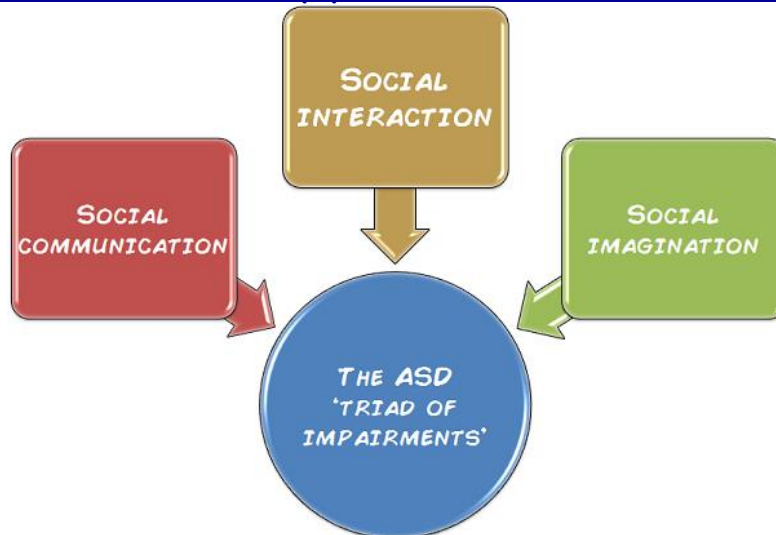 SOCIAL
INTERACTION
SOCIAL
COMMUNICATION
SOCIAL
IMAGINATION
THE ASD
'TRIAD OF
IMPAIRMENTS'